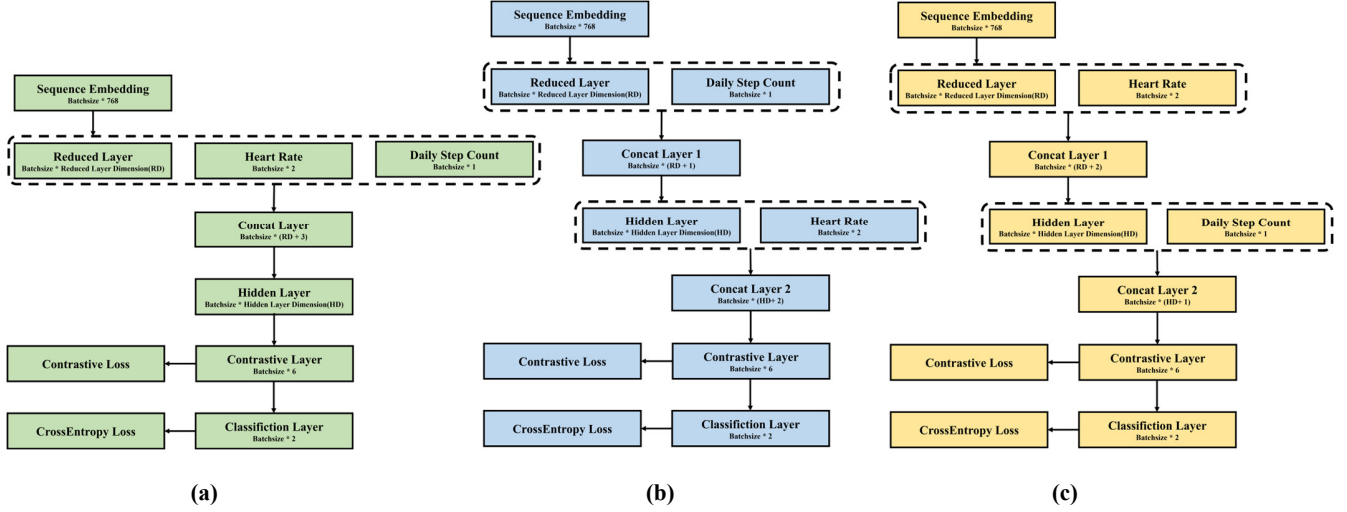 Sequence Embedding
Batchsize * 768
Reduced Layer
Batchsize * Reduced Layer Dimension(RD)
Heart Rate
Batchsize * 2
Daily Step Count
Batchsize * 1
Concat Layer
Batchsize * (RD + 3)
Hidden Layer
Batchsize * Hidden Layer Dimension(HD)
Contrastive Loss
Contrastive Layer
Batchsize * 6
CrossEntropy Loss
Classifiction Layer
Batchsize * 2
(a)
Sequence Embedding
Batchsize * 768
Reduced Layer
Batchsize * Reduced Layer Dimension(RD)
Daily Step Count
Batchsize * 1
Concat Layer 1
Batchsize * (RD + 1)
Hidden Layer
Batchsize * Hidden Layer Dimension(HD)
Heart Rate
Batchsize * 2
Concat Layer 2
Batchsize * (HD+ 2)
Contrastive Loss
Contrastive Layer
Batchsize * 6
CrossEntropy Loss
Classifiction Layer
Batchsize * 2
(b)
Sequence Embedding
Batchsize * 768
Reduced Layer
Batchsize * Reduced Layer Dimension(RD)
Heart Rate
Batchsize * 2
Concat Layer 1
Batchsize * (RD + 2)
Hidden Layer
Batchsize * Hidden Layer Dimension(HD)
Daily Step Count
Batchsize * 1
Concat Layer 2
Batchsize * (HD+ 1)
Contrastive Loss
Contrastive Layer
Batchsize * 6
CrossEntropy Loss
Classifiction Layer
Batchsize * 2
(c)